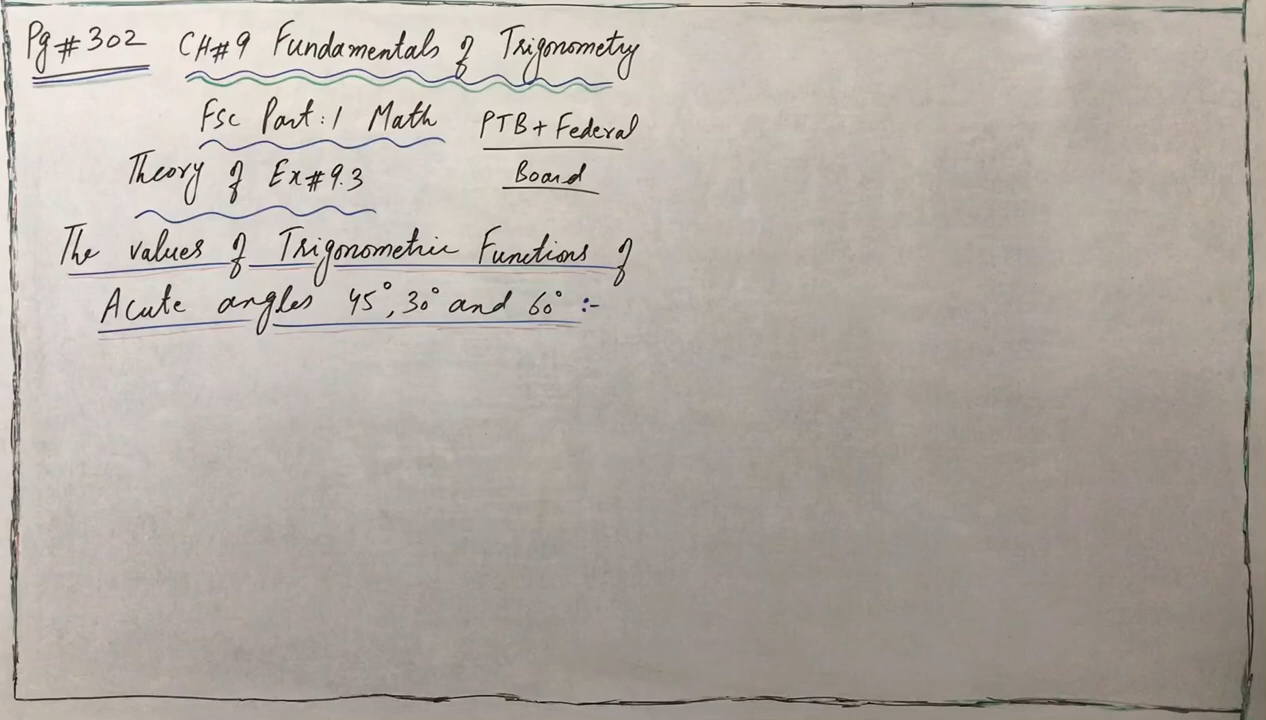 Pg # 302 CH#9 Fundamentals of Trigonometry
Fsc Part:1 Math PTB + Federal
Board
Theory of Ex#9.3
The values of Trigonometric Functions of
Acute angles 45°, 30° and 60° :-